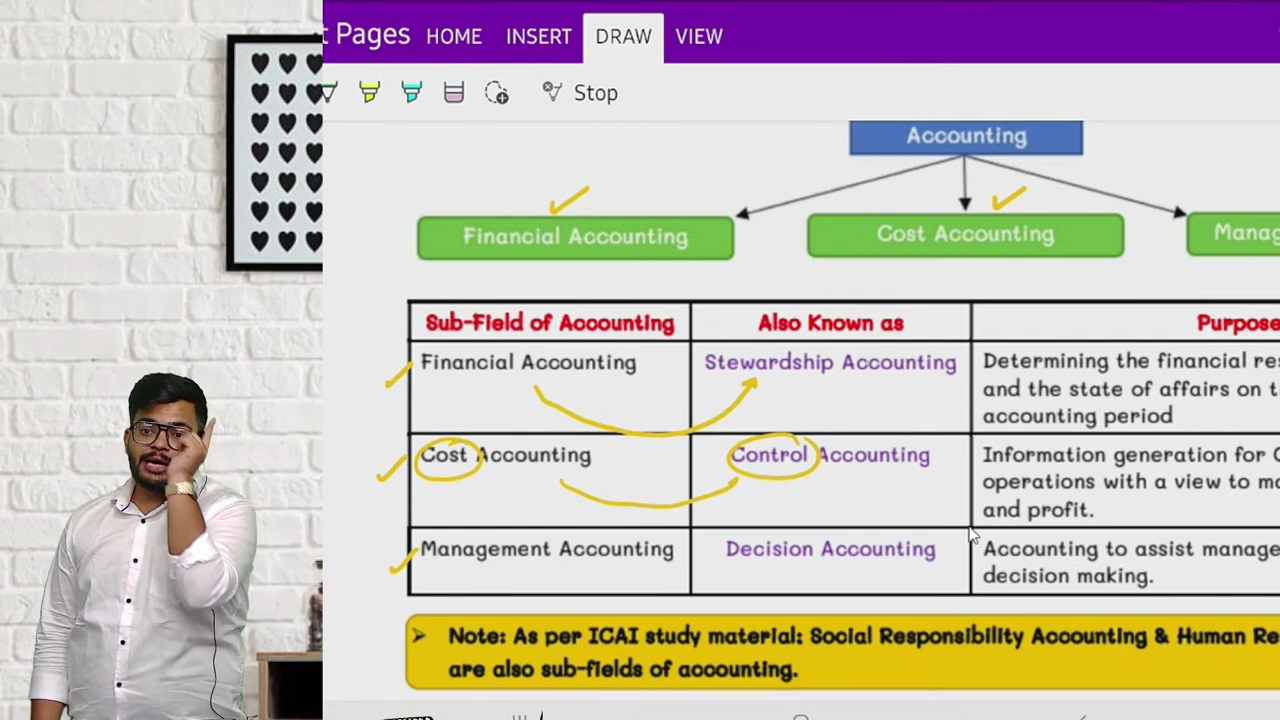 t Pages HOME INSERT DRAW VIEW
Stop
Accounting
Financial Accounting
Cost Accounting
Manag
Sub-Field of Accounting
Also Known as
Purpose
Financial Accounting
Stewardship Accounting
Determining the financial res
and the state of affairs on t
accounting period
Cost Accounting
Control Accounting
Information generation for C
operations with a view to ma
and profit.
Management Accounting
Decision Accounting
Accounting to assist manage
decision making.
Note: As per ICAI study material; Social Responsibility Accounting & Human Re
are also sub-fields of accounting.